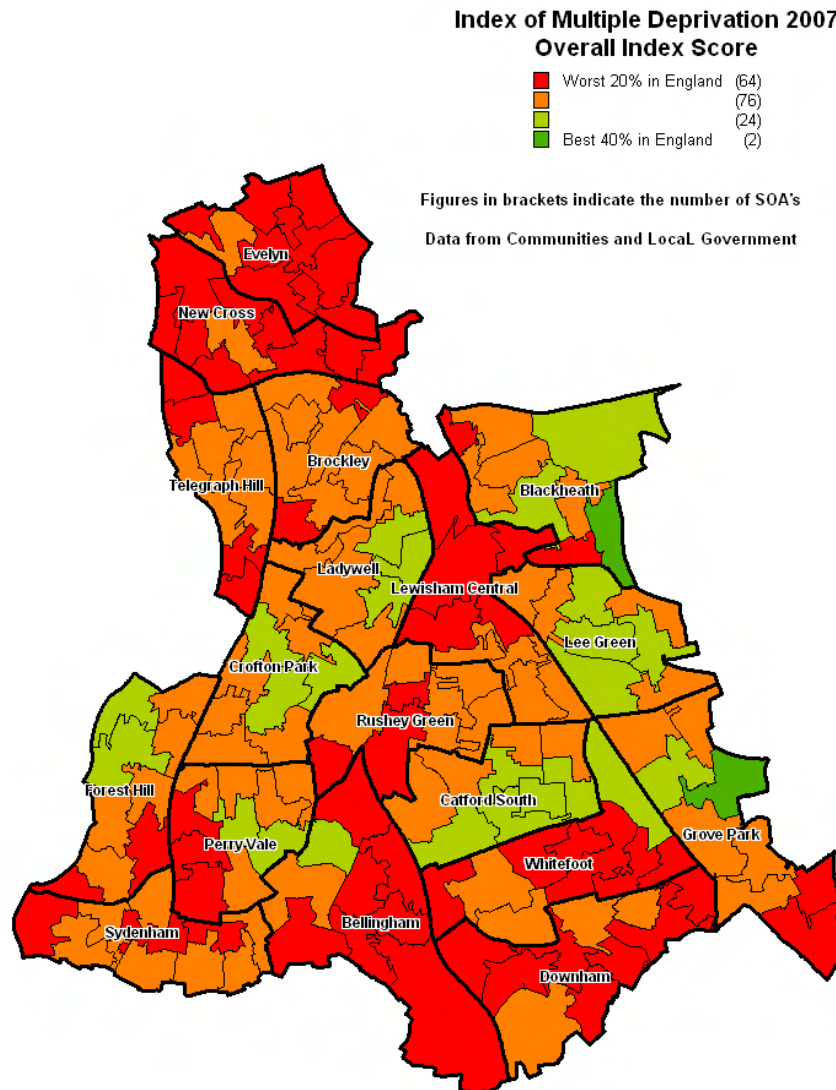 Index of Multiple Deprivation 2007
Overall Index Score
Worst 20% in England (64)
(76)
(24)
Best 40% in England (2)
Figures in brackets indicate the number of SOA's
Data from Communities and LocaL Government
Evelyn
New Cross
Brockley
Telegraph Hill
Blackheath
Ladywell
Lewisham Central
Lee Green
Crofton Park
Rushey Green
Forest Hill
Catford South
Perry Vale
Grove Park
Whitefoot
Bellingham
Sydenham
Downham